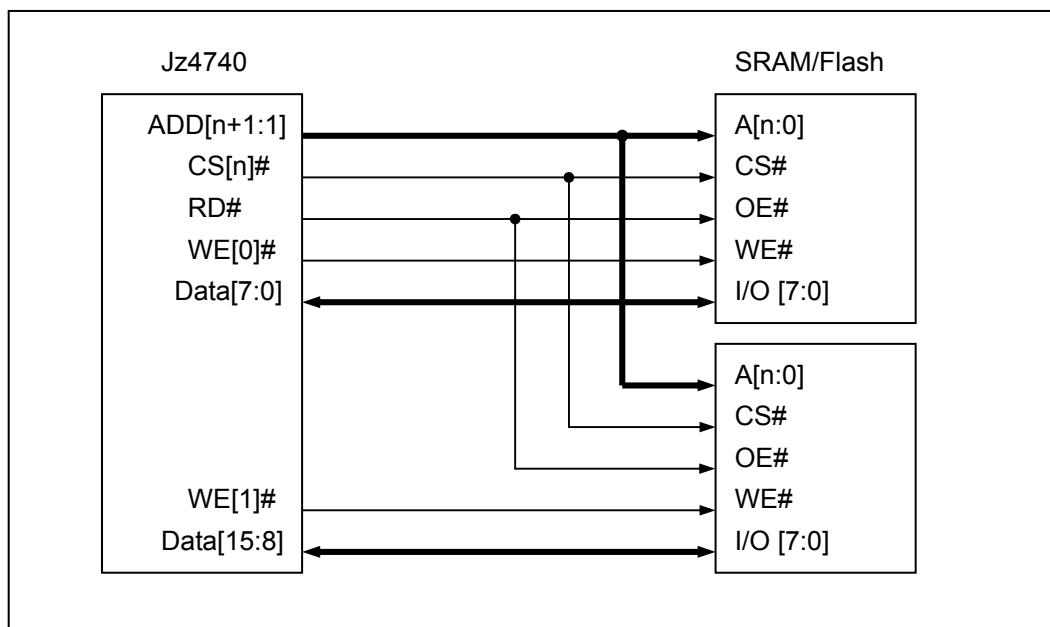 Jz4740
SRAM/Flash
ADD[n+1:1]
CS[n]#
RD#
WE[0]#
Data[7:0]
WE[1]#
Data[15:8]
A[n:0]
CS#
OE#
WE#
I/O [7:0]
A[n:0]
CS#
OE#
WE#
I/O [7:0]